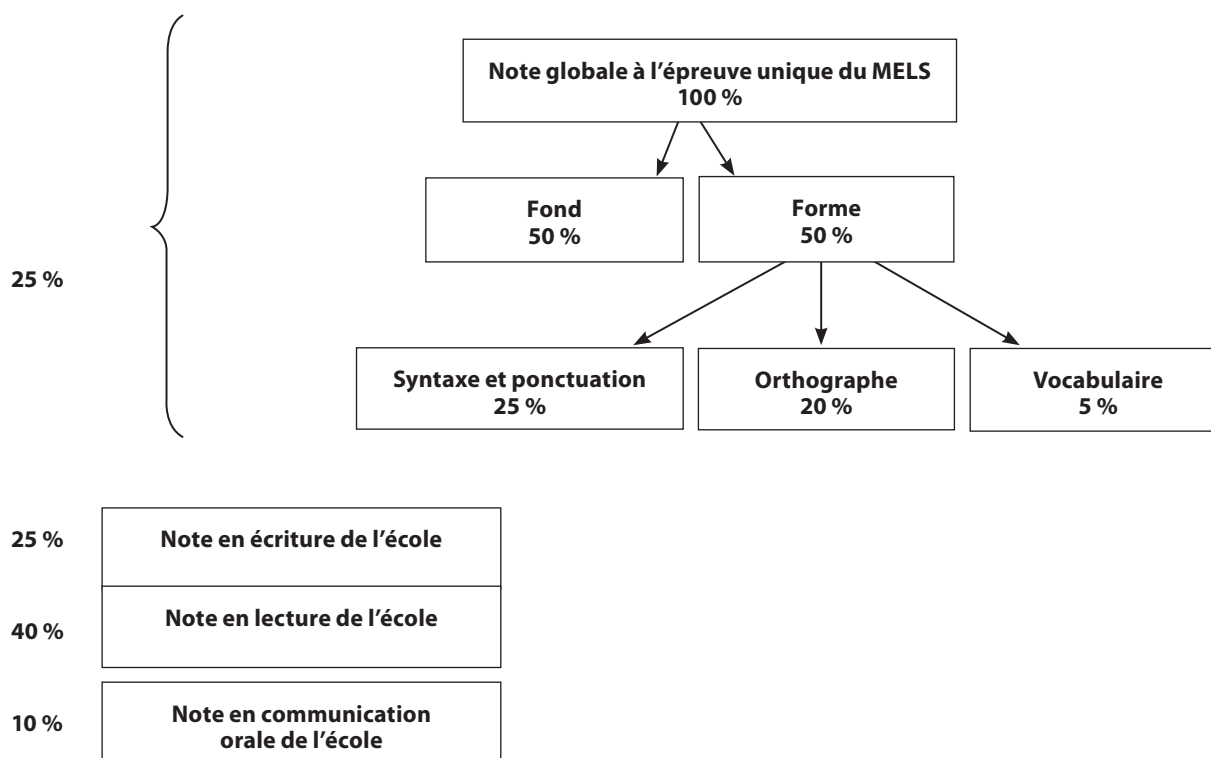 Note globale à l’épreuve unique du MELS
100 %
Fond
50 %
Forme
50 %
25 %
Syntaxe et ponctuation
25 %
Orthographe
20 %
Vocabulaire
5 %
25 %
Note en écriture de l’école
40 %
Note en lecture de l’école
10 %
Note en communication
orale de l’école